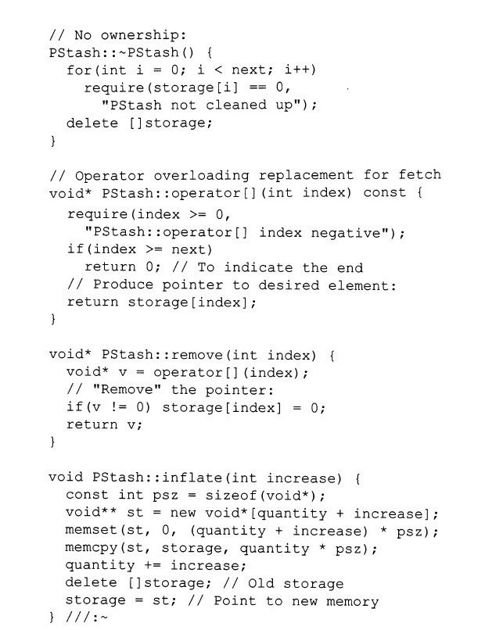 // No ownership:
PStash::~PStash() {
  for(int i = 0; i < next; i++)
    require(storage[i] == 0,
      "PStash not cleaned up");
  delete []storage;
}

// Operator overloading replacement for fetch
void* PStash::operator[](int index) const {
  require(index >= 0,
    "PStash::operator[] index negative");
  if(index >= next)
    return 0; // To indicate the end
  // Produce pointer to desired element:
  return storage[index];
}

void* PStash::remove(int index) {
  void* v = operator[](index);
  // "Remove" the pointer:
  if(v != 0) storage[index] = 0;
  return v;
}

void PStash::inflate(int increase) {
  const int psz = sizeof(void*);
  void** st = new void*[quantity + increase];
  memset(st, 0, (quantity + increase) * psz);
  memcpy(st, storage, quantity * psz);
  quantity += increase;
  delete []storage; // Old storage
  storage = st; // Point to new memory
} ///:~